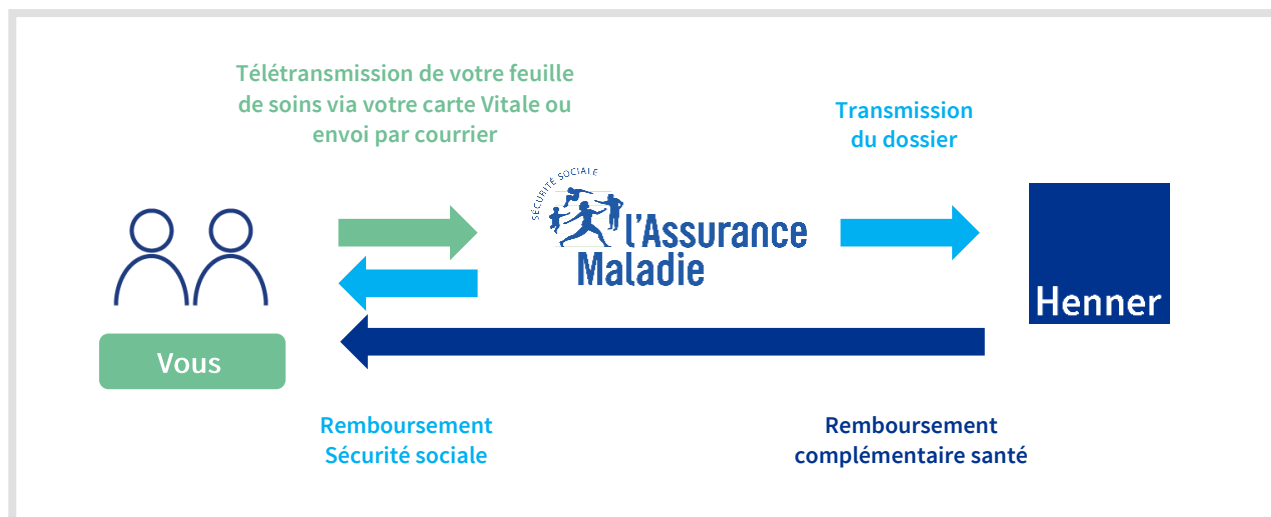 Télétransmission de votre feuille
de soins via votre carte Vitale ou
envoi par courrier
Transmission
du dossier
SÉCURITÉ SOCIALE
l'Assurance
Maladie
Henner
Vous
Remboursement
Sécurité sociale
Remboursement
complémentaire santé